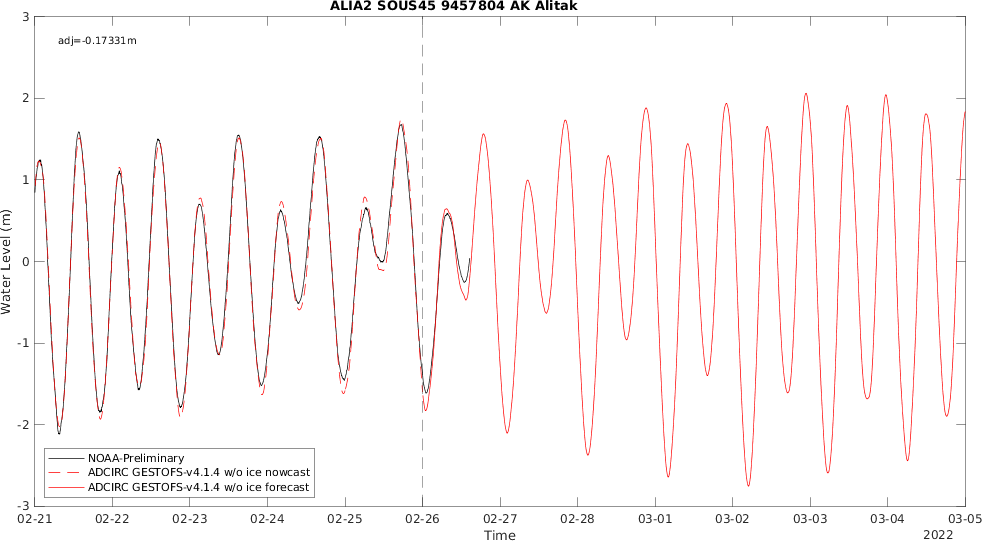 ALIA2 SOUS45 9457804 AK Alitak
adj=-0.17331m
3
2
1
0
-1
-2
-3
Water Level (m)
NOAA-Preliminary
ADCIRC GESTOFS-v4.1.4 w/o ice nowcast
ADCIRC GESTOFS-v4.1.4 w/o ice forecast
02-21 02-22 02-23 02-24 02-25 02-26 02-27 02-28 03-01 03-02 03-03 03-04 03-05
Time
2022